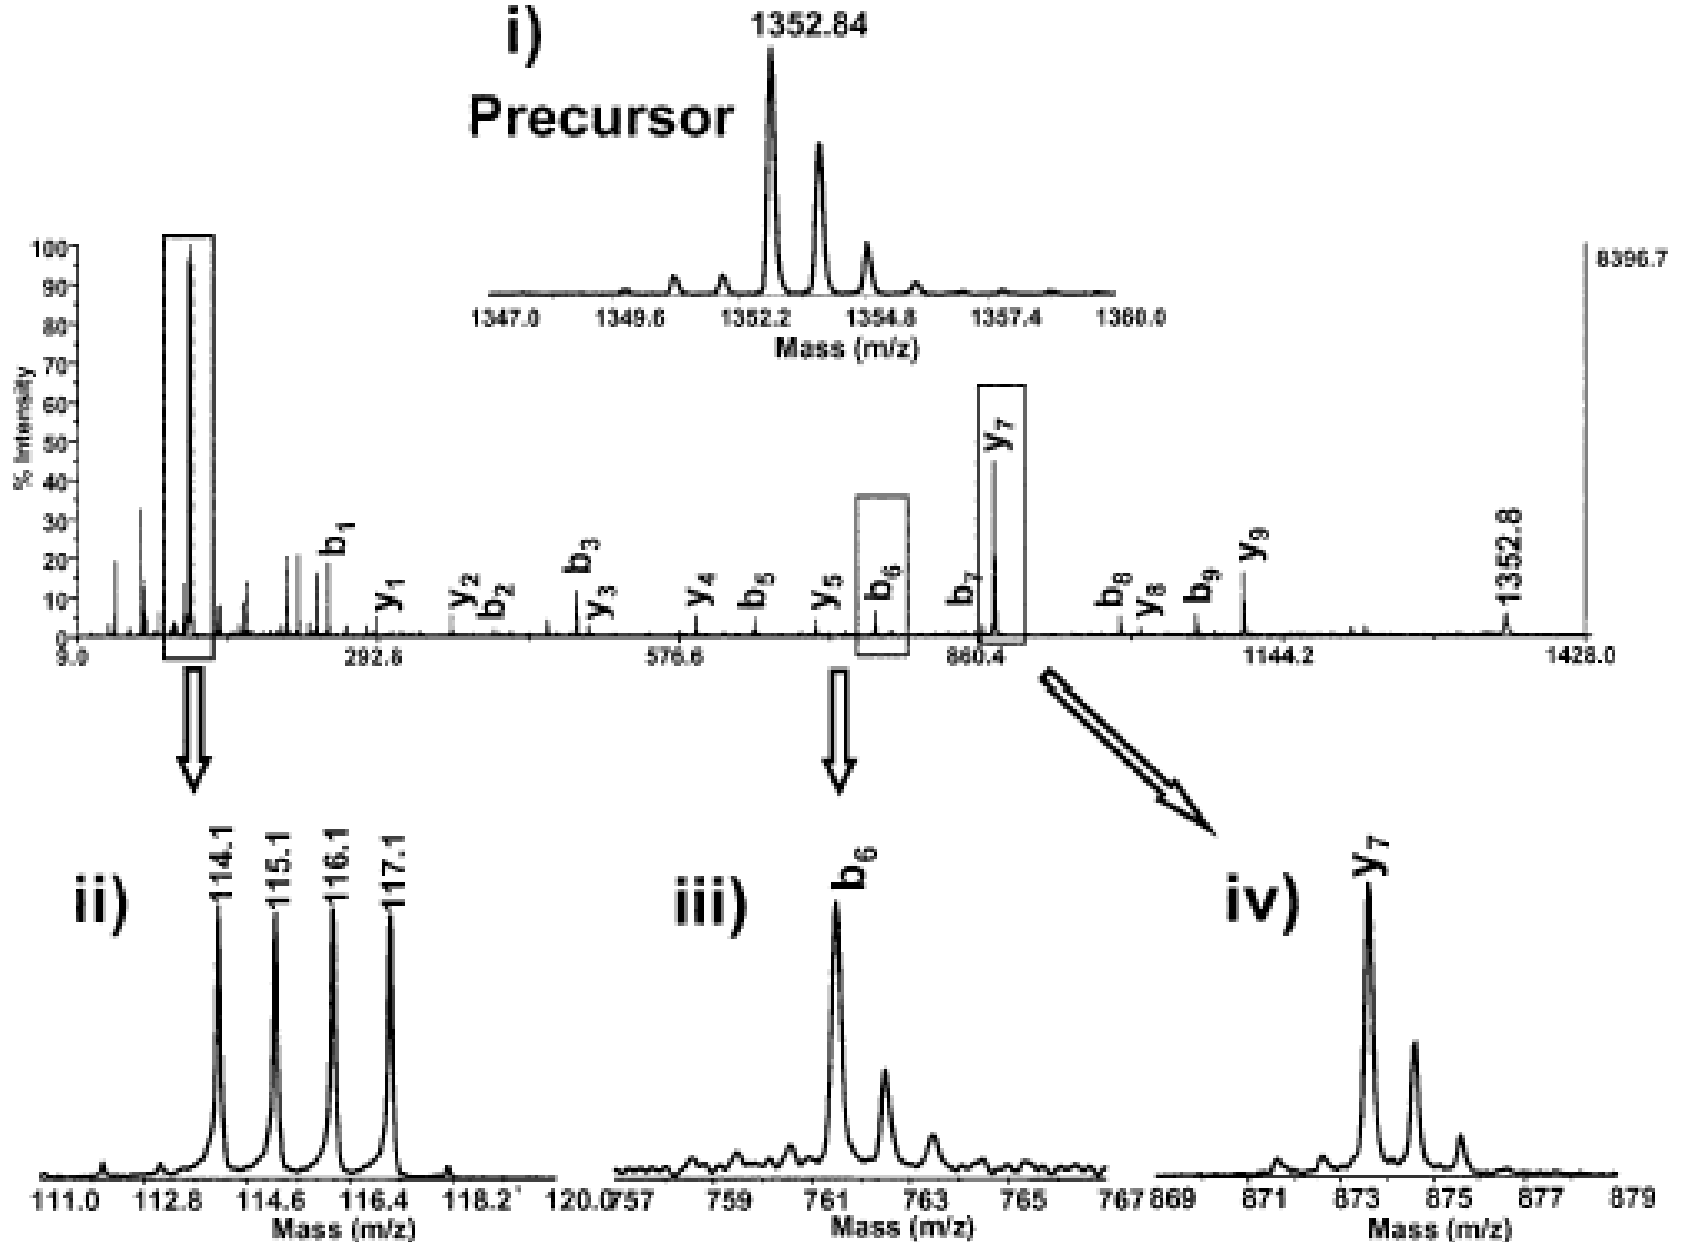 i)
1352.84
Precursor
1347.0 1349.6 1352.2 1354.8 1357.4 1360.0
Mass (m/z)
8396.7
% Intensity
100
90
80
70
60
50
40
30
20
10
0
b1 y1 y2 b2 b3 y3 y4 b5 y5 b6 b7 y7 b8 y8 b9 y9 1352.8
9.0 292.8 576.6 860.4 1144.2 1428.0
ii)
114.1 115.1 116.1 117.1
111.0 112.8 114.6 116.4 118.2 120.0
Mass (m/z)
iii)
b6
757 759 761 763 765 767
Mass (m/z)
iv)
y7
869 871 873 875 877 879
Mass (m/z)